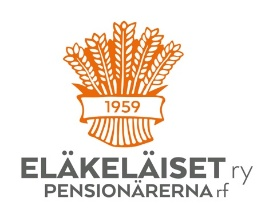 1959
ELÄKELÄISET ry
PENSIONÄRERNA rf